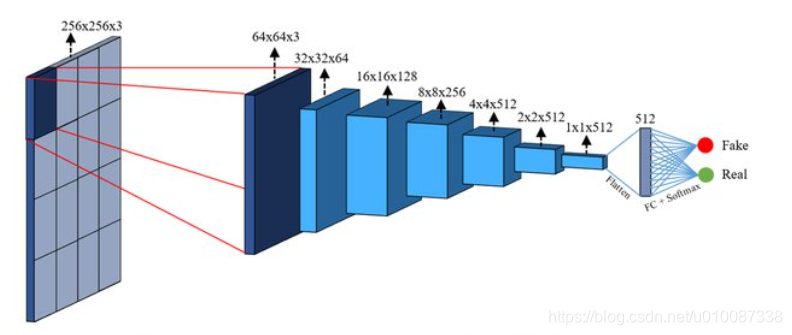 256x256x3
64x64x3
32x32x64
16x16x128
8x8x256
4x4x512
2x2x512
1x1x512
512
Fake
Real
Flatten
FC + Softmax
https://blog.csdn.net/u010087338